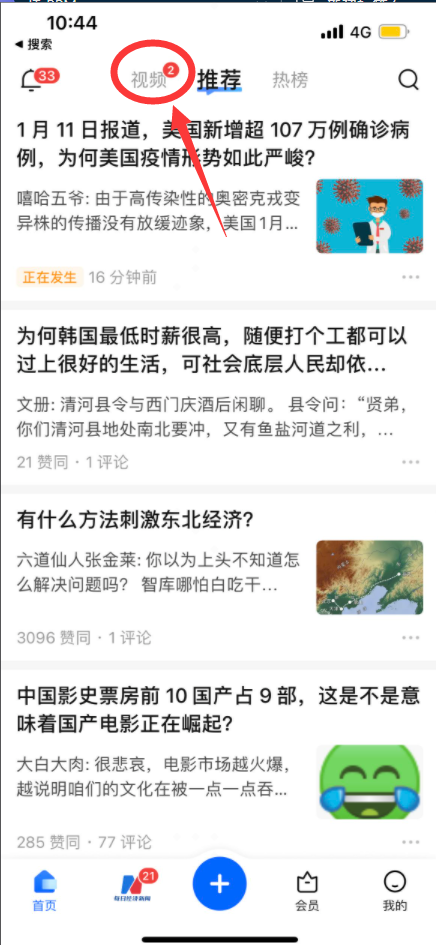 10:44
4G
◀ 搜索
33
视频
2
推荐
热榜
1 月 11 日报道，美国新增超 107 万例确诊病
例，为何美国疫情形势如此严峻？
嘻哈五爷: 由于高传染性的奥密克戎变
异株的传播没有放缓迹象，美国1月...
正在发生 16 分钟前
为何韩国最低时薪很高，随便打个工都可以
过上很好的生活，可社会底层人民却依...
文册: 清河县令与西门庆酒后闲聊。 县令问：“贤弟，
你们清河县地处南北要冲，又有鱼盐河道之利，...
21 赞同 · 1 评论
有什么方法刺激东北经济？
六道仙人张金莱: 你以为上头不知道怎
么解决问题吗？ 智库哪怕白吃干...
3096 赞同 · 1 评论
中国影史票房前 10 国产占 9 部，这是不是意
味着国产电影正在崛起？
大白大肉: 很悲哀，电影市场越火爆，
越说明咱们的文化在被一点一点吞...
285 赞同 · 77 评论
21
每日经济新闻
首页
会员
我的